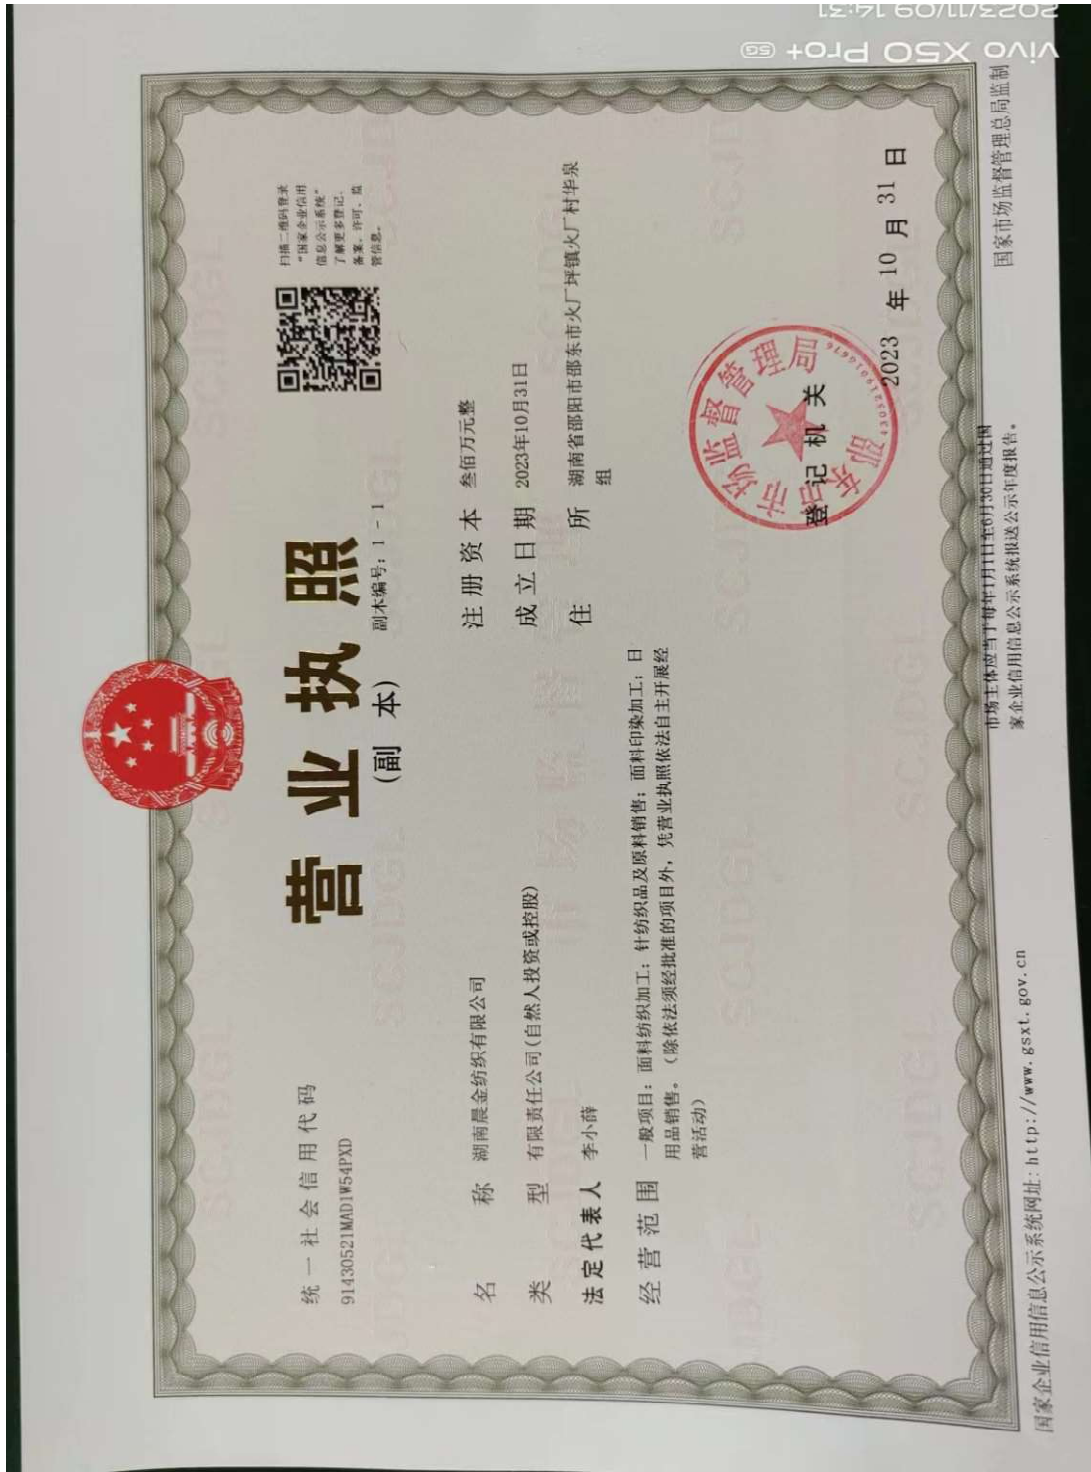 营业执照
(副 本)
副本编号：1-1
统一社会信用代码
91430521MAD1W54PXD
扫描二维码登录
“国家企业信用
信息公示系统”
了解更多登记、
备案、许可、监
管信息。
名 称 湖南晨金纺织有限公司
类 型 有限责任公司(自然人投资或控股)
法定代表人 李小薛
经营范围 一般项目：面料纺织加工；针纺织品及原料销售；面料印染加工；日
用品销售。（除依法须经批准的项目外，凭营业执照依法自主开展经
营活动）
注册资本 叁佰万元整
成立日期 2023年10月31日
住 所 湖南省邵阳市邵东市火厂坪镇火厂村华泉
组
邵东市市场监督管理局
登记机关
2023 年 10 月 31 日
国家企业信用信息公示系统网址：http://www.gsxt.gov.cn
市场主体应当于每年1月1日至6月30日通过国
家企业信用信息公示系统报送公示年度报告。
国家市场监督管理总局监制
vivo X50 Pro+ 5G
2023/11/09 14:31